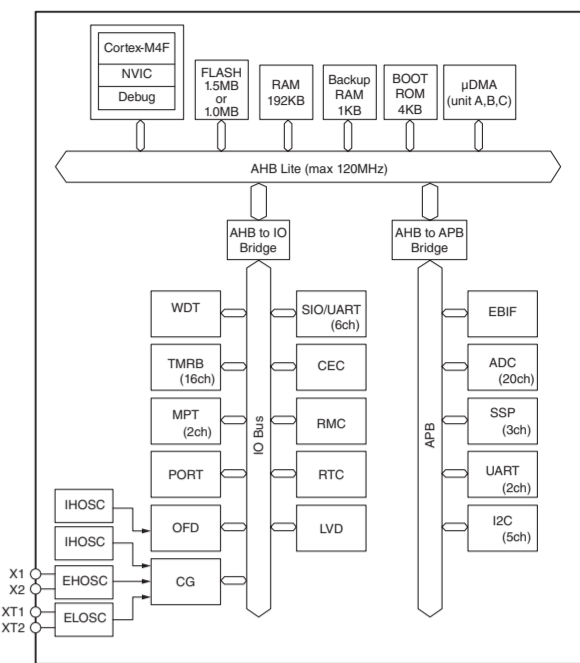 Cortex-M4F
NVIC
Debug
FLASH
1.5MB
or
1.0MB
RAM
192KB
Backup
RAM
1KB
BOOT
ROM
4KB
µDMA
(unit A,B,C)
AHB Lite (max 120MHz)
AHB to IO
Bridge
AHB to APB
Bridge
IO Bus
WDT
SIO/UART
(6ch)
TMRB
(16ch)
CEC
MPT
(2ch)
RMC
PORT
RTC
OFD
LVD
CG
IHOSC
IHOSC
X1
X2
EHOSC
XT1
XT2
ELOSC
APB
EBIF
ADC
(20ch)
SSP
(3ch)
UART
(2ch)
I2C
(5ch)